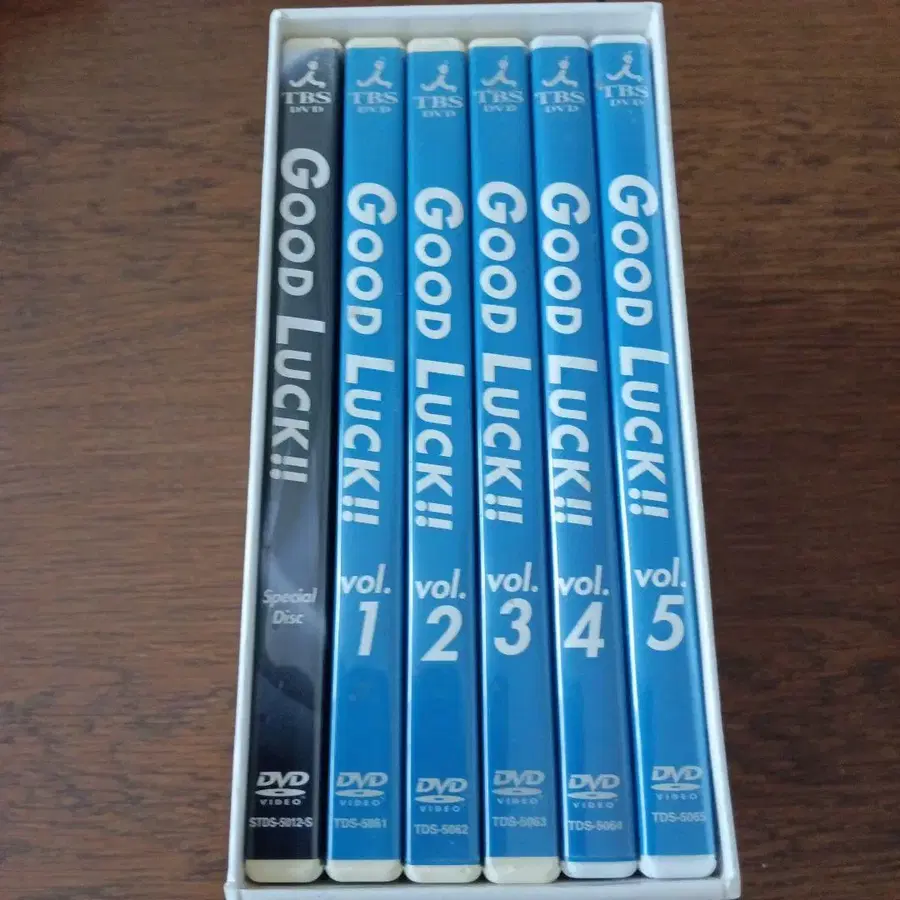 TBS
DVD
GOOD LUCK!!
Special
Disc
DVD
VIDEO
STDS-5012-S
TBS
DVD
GOOD LUCK!!
vol.
1
DVD
VIDEO
TDS-5061
TBS
DVD
GOOD LUCK!!
vol.
2
DVD
VIDEO
TDS-5062
TBS
DVD
GOOD LUCK!!
vol.
3
DVD
VIDEO
TDS-5063
TBS
DVD
GOOD LUCK!!
vol.
4
DVD
VIDEO
TDS-5064
TBS
DVD
GOOD LUCK!!
vol.
5
DVD
VIDEO
TDS-5065